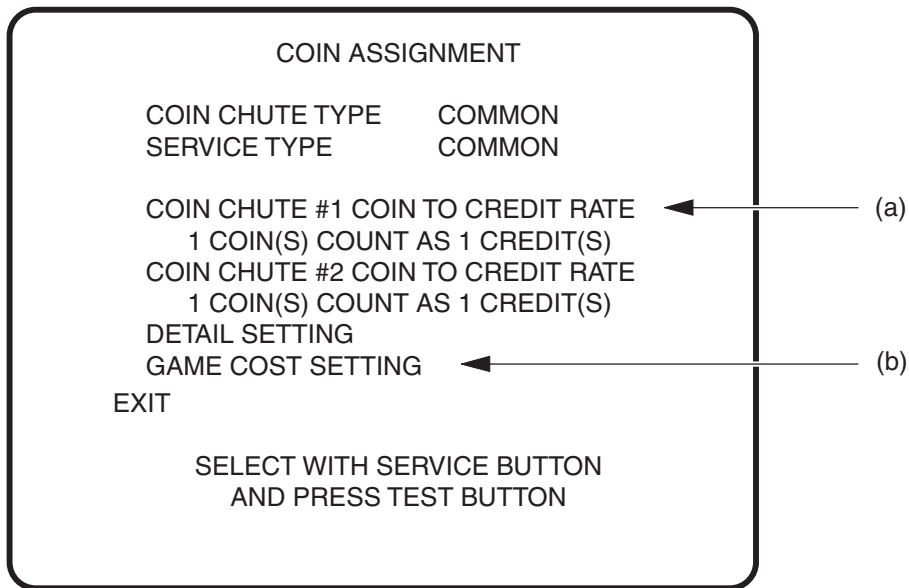 COIN ASSIGNMENT
COIN CHUTE TYPE COMMON
SERVICE TYPE COMMON
COIN CHUTE #1 COIN TO CREDIT RATE (a)
1 COIN(S) COUNT AS 1 CREDIT(S)
COIN CHUTE #2 COIN TO CREDIT RATE
1 COIN(S) COUNT AS 1 CREDIT(S)
DETAIL SETTING
GAME COST SETTING (b)
EXIT
SELECT WITH SERVICE BUTTON
AND PRESS TEST BUTTON